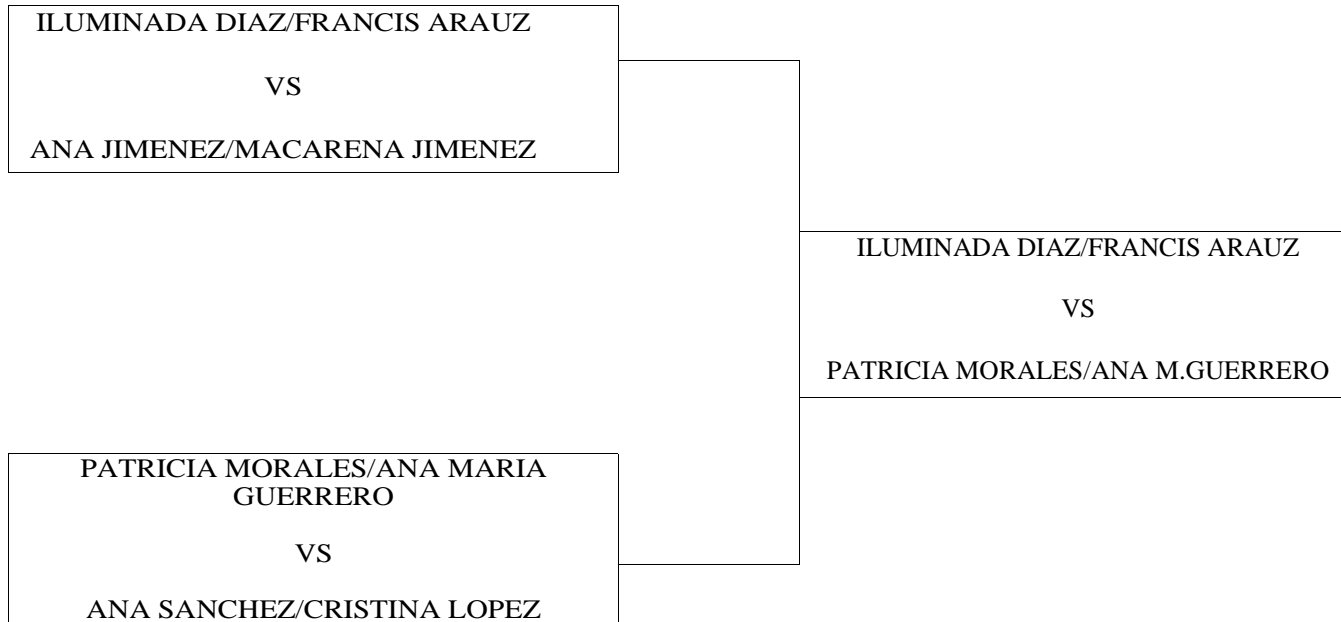 ILUMINADA DIAZ/FRANCIS ARAUZ
VS
ANA JIMENEZ/MACARENA JIMENEZ
ILUMINADA DIAZ/FRANCIS ARAUZ
VS
PATRICIA MORALES/ANA M.GUERRERO
PATRICIA MORALES/ANA MARIA
GUERRERO
VS
ANA SANCHEZ/CRISTINA LOPEZ